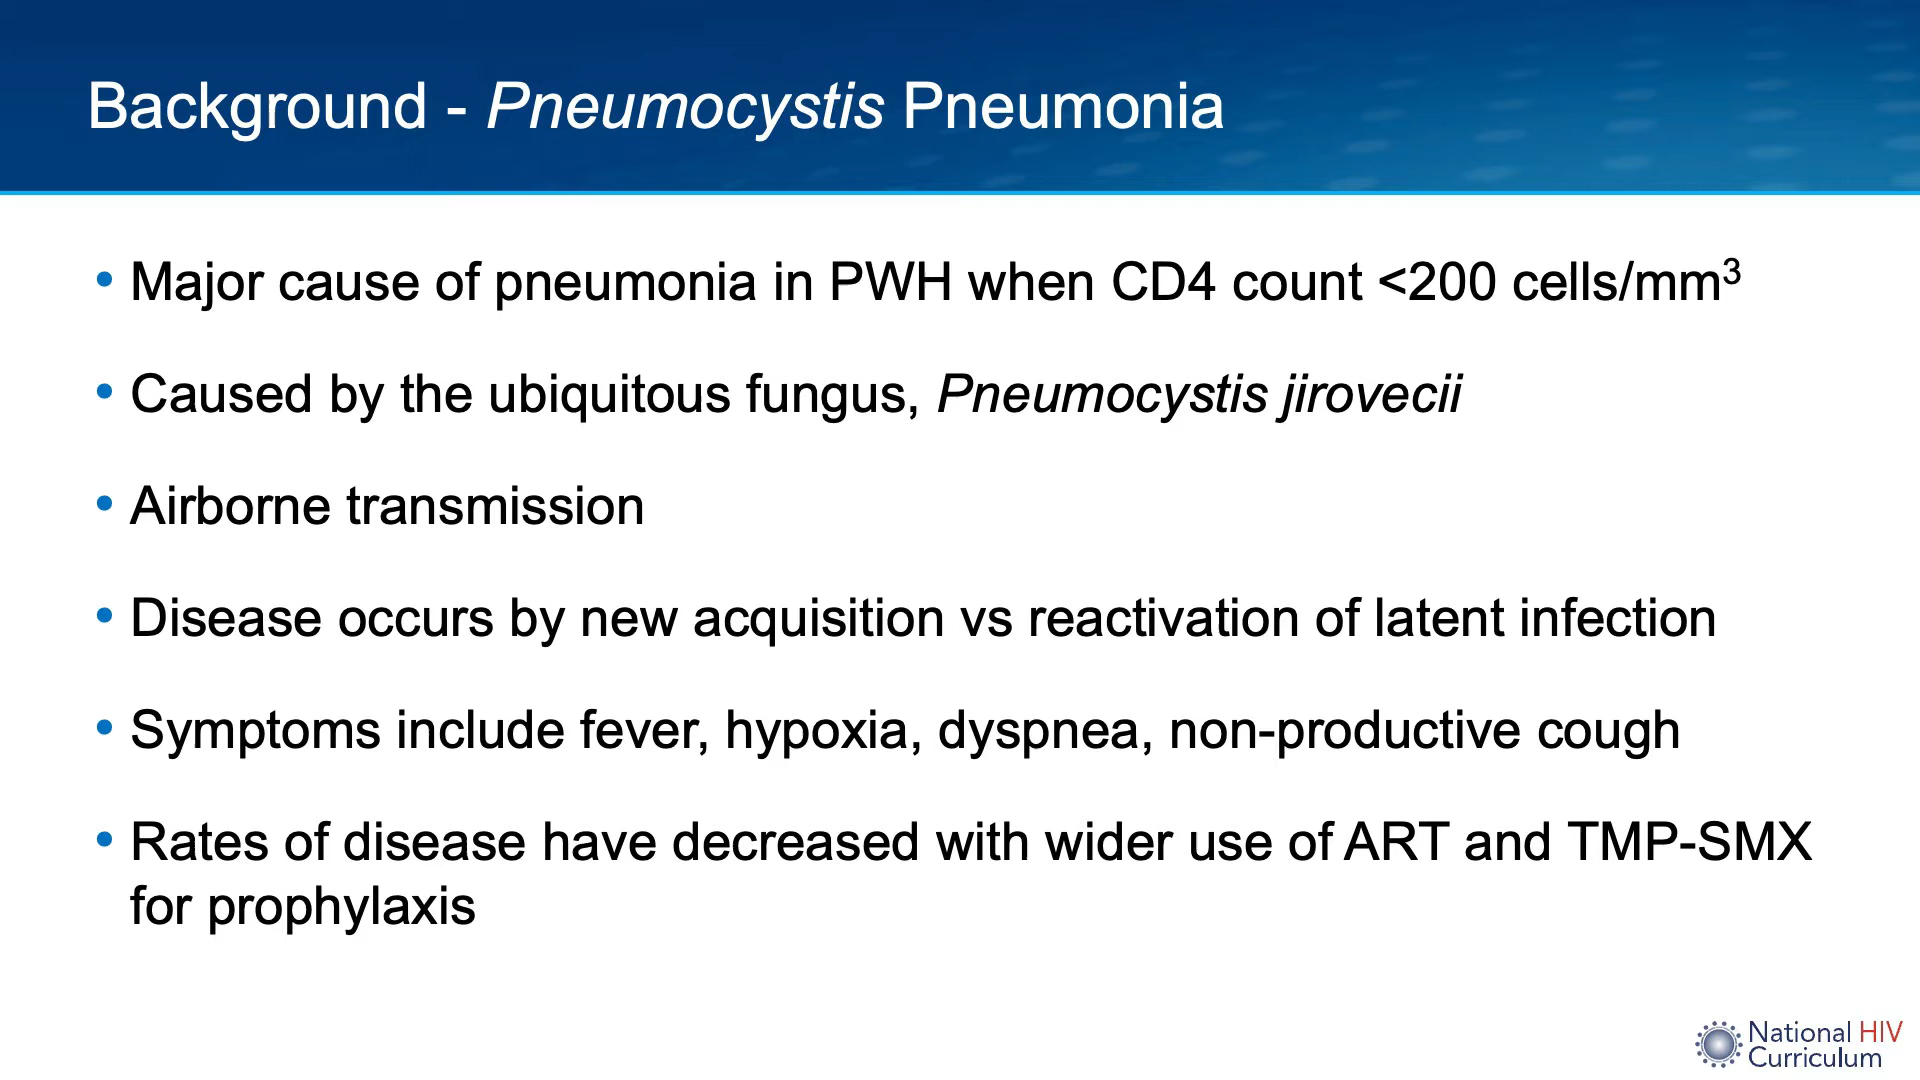 Background - Pneumocystis Pneumonia
• Major cause of pneumonia in PWH when CD4 count <200 cells/mm³
• Caused by the ubiquitous fungus, Pneumocystis jirovecii
• Airborne transmission
• Disease occurs by new acquisition vs reactivation of latent infection
• Symptoms include fever, hypoxia, dyspnea, non-productive cough
• Rates of disease have decreased with wider use of ART and TMP-SMX
for prophylaxis
National HIV
Curriculum